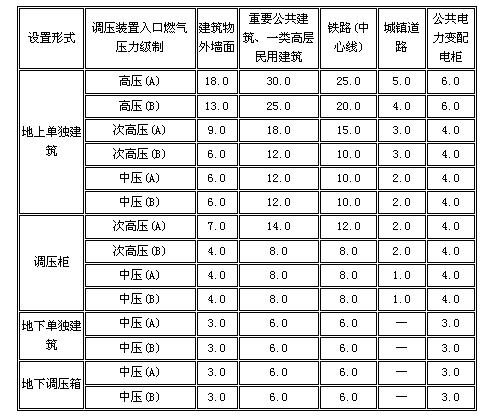 设置形式 调压装置入口燃气压力级制 建筑物外墙面 重要公共建筑、一类高层民用建筑 铁路(中心线) 城镇道路 公共电力变配电柜
地上单独建筑 高压(A) 18.0 30.0 25.0 5.0 6.0
高压(B) 13.0 25.0 20.0 4.0 6.0
次高压(A) 9.0 18.0 15.0 3.0 4.0
次高压(B) 6.0 12.0 10.0 3.0 4.0
中压(A) 6.0 12.0 10.0 2.0 4.0
中压(B) 6.0 12.0 10.0 2.0 4.0
调压柜 次高压(A) 7.0 14.0 12.0 2.0 4.0
次高压(B) 4.0 8.0 8.0 2.0 4.0
中压(A) 4.0 8.0 8.0 1.0 4.0
中压(B) 4.0 8.0 8.0 1.0 4.0
地下单独建筑 中压(A) 3.0 6.0 6.0 — 3.0
中压(B) 3.0 6.0 6.0 — 3.0
地下调压箱 中压(A) 3.0 6.0 6.0 — 3.0
中压(B) 3.0 6.0 6.0 — 3.0